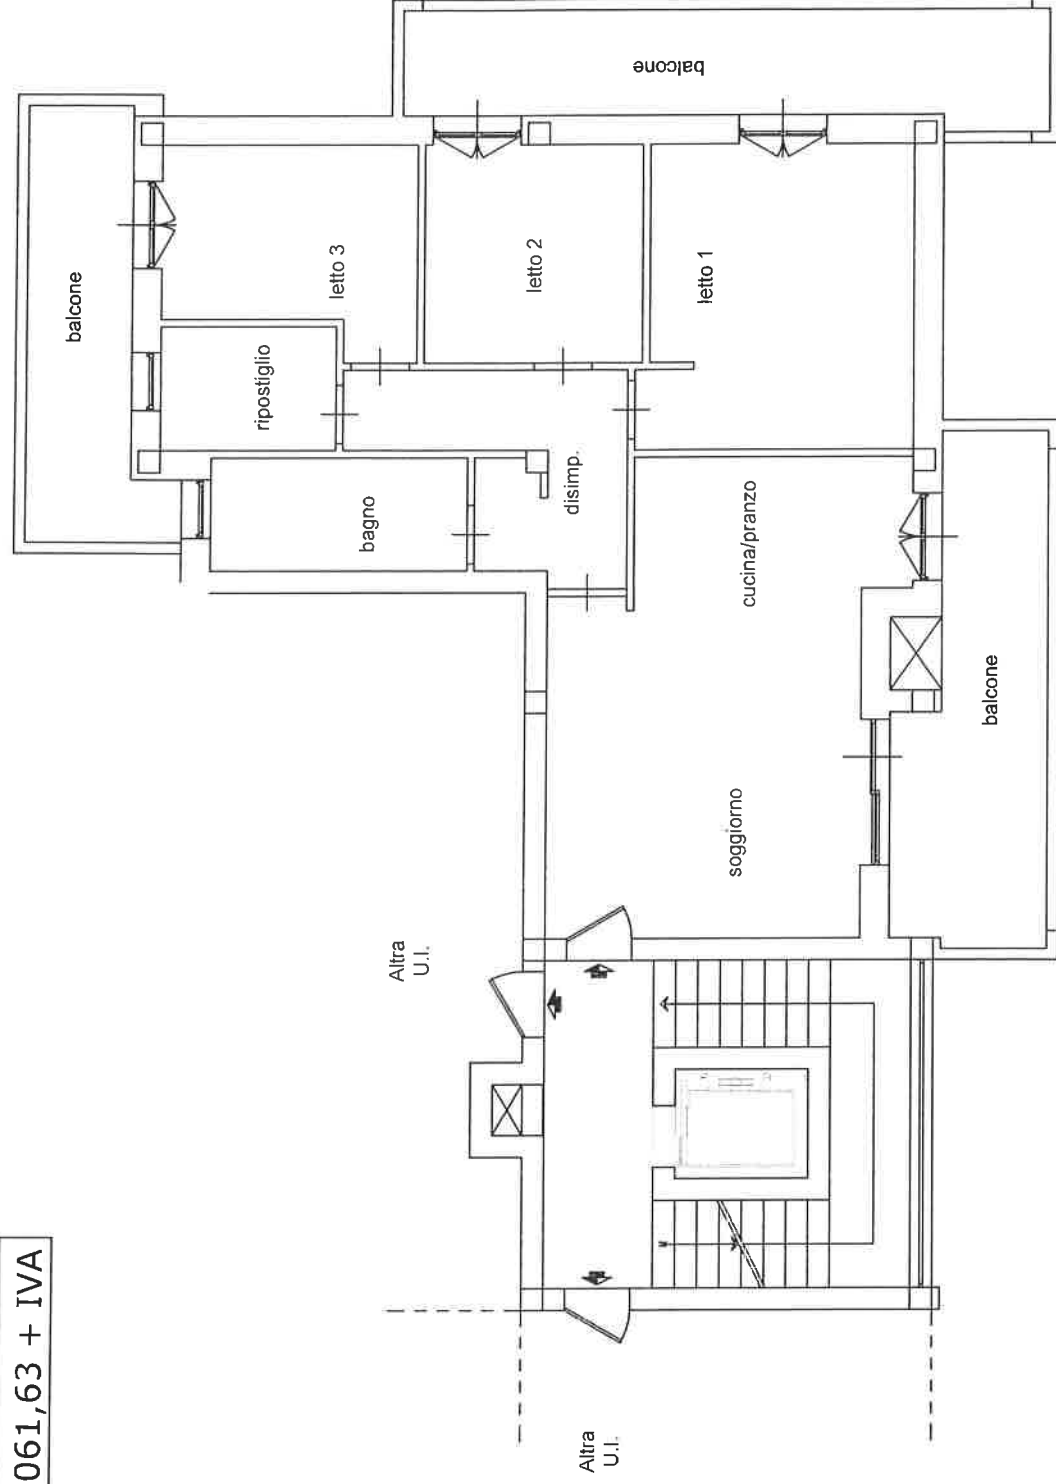 balcone
balcone
letto 3
letto 2
letto 1
ripostiglio
bagno
disimp.
cucina/pranzo
balcone
soggiorno
Altra
U.I.
Altra
U.I.
061,63 + IVA